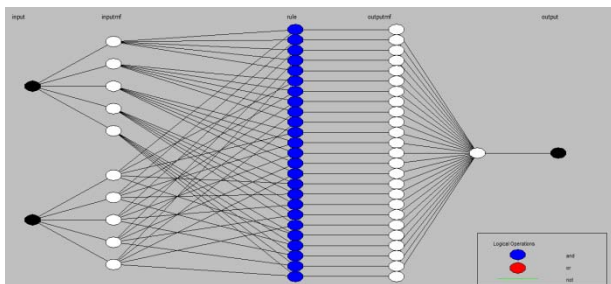 input inputmf rule outputmf output
Logical Operations
and
or
not